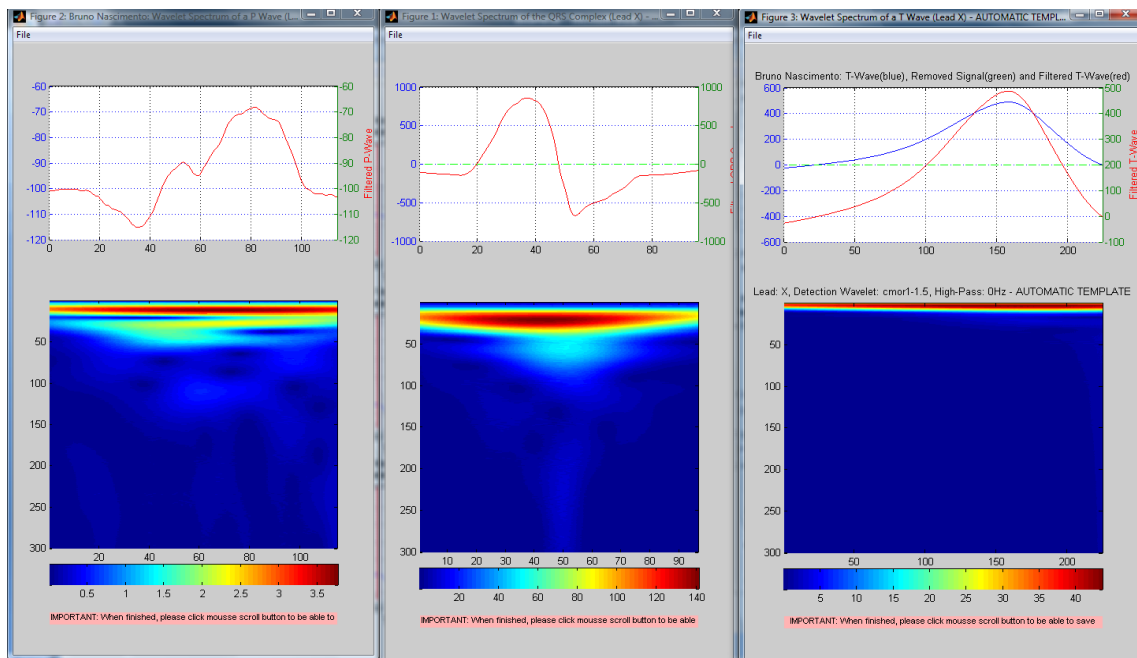 Figure 2: Bruno Nascimento: Wavelet Spectrum of a P Wave (L...
File
-60
-70
-80
-90
-100
-110
-120
0 20 40 60 80 100
-60
-70
-80
-90
-100
-110
-120
Filtered P-Wave
50
100
150
200
250
300
20 40 60 80 100
0.5 1 1.5 2 2.5 3 3.5
IMPORTANT: When finished, please click mousse scroll button to be able to
Figure 1: Wavelet Spectrum of the QRS Complex (Lead X) - ...
File
1000
500
0
-500
-1000
0 20 40 60 80
1000
500
0
-500
-1000
50
100
150
200
250
300
10 20 30 40 50 60 70 80 90
20 40 60 80 100 120 140
IMPORTANT: When finished, please click mousse scroll button to be able
Figure 3: Wavelet Spectrum of a T Wave (Lead X) - AUTOMATIC TEMPL...
File
Bruno Nascimento: T-Wave(blue), Removed Signal(green) and Filtered T-Wave(red)
600
400
200
0
-200
-400
-600
0 50 100 150 200
500
400
300
200
100
0
-100
Filtered T-Wave
Lead: X, Detection Wavelet: cmor1-1.5, High-Pass: 0Hz - AUTOMATIC TEMPLATE
50
100
150
200
250
300
50 100 150 200
5 10 15 20 25 30 35 40
IMPORTANT: When finished, please click mousse scroll button to be able to save